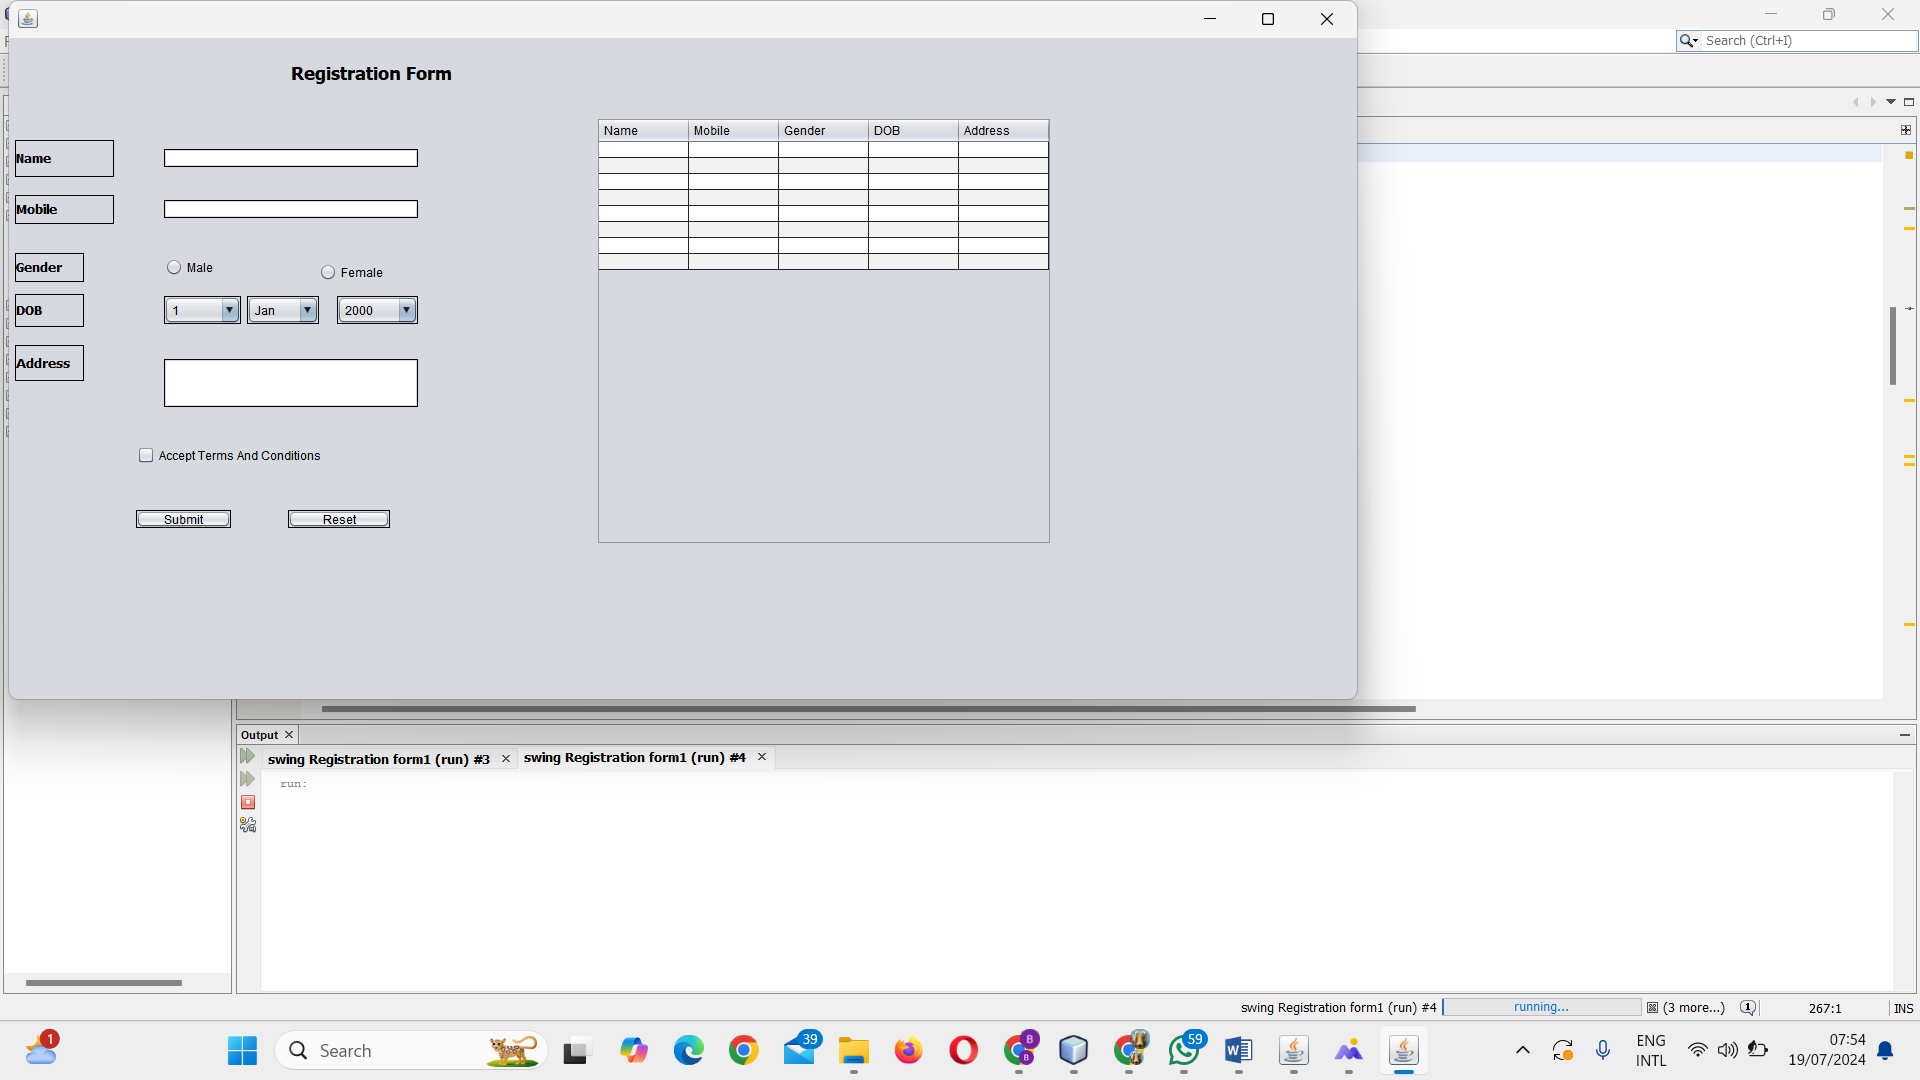 Search (Ctrl+I)
Registration Form
Name Mobile Gender DOB Address
Name
Mobile
Gender Male Female
DOB 1 Jan 2000
Address
Accept Terms And Conditions
Submit Reset
Output
swing Registration form1 (run) #3 swing Registration form1 (run) #4
run:
swing Registration form1 (run) #4 running... (3 more...) 1 267:1 INS
1 Search 39 B B 59 ENG INTL 07:54
19/07/2024